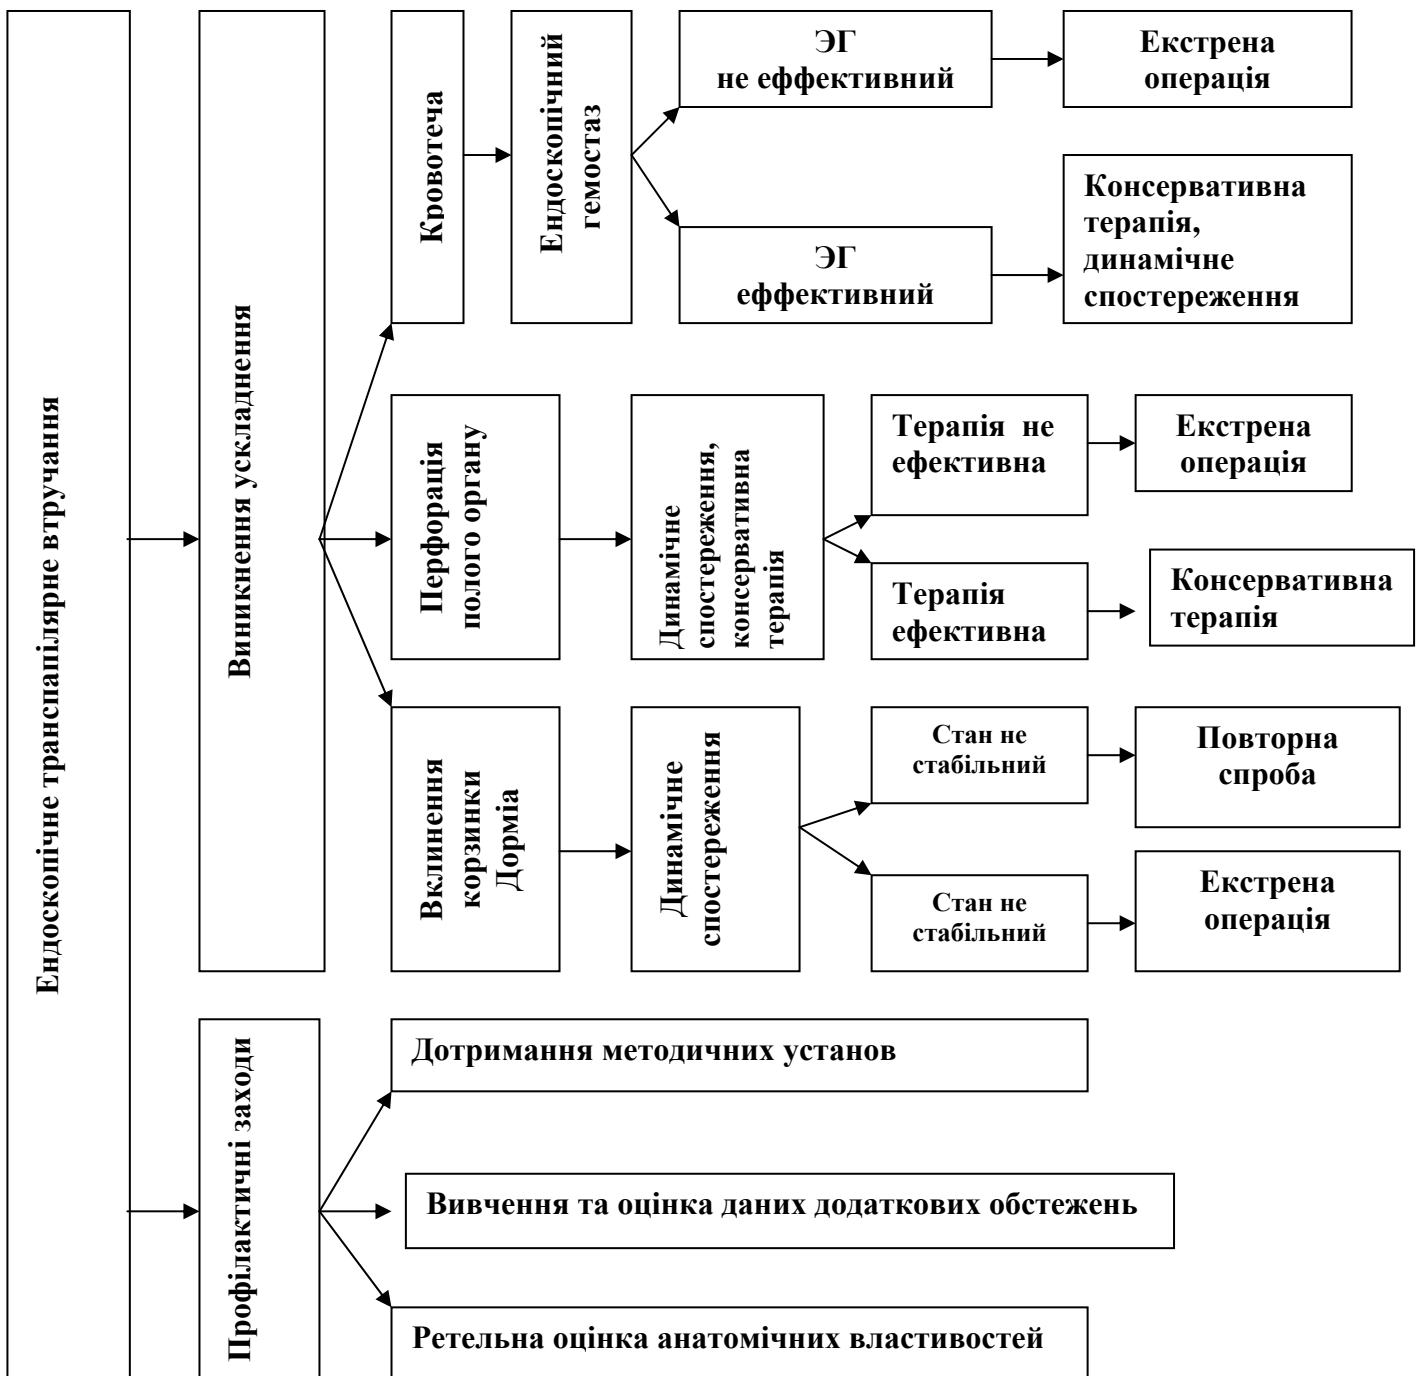 Ендоскопічне транспапілярне втручання
Виникнення ускладнення
Кровотеча
Ендоскопічний
гемостаз
ЭГ
не еффективний
Екстрена
операція
ЭГ
еффективний
Консервативна
терапія,
динамічне
спостереження
Перфорація
полого органу
Динамічне
спостереження,
консервативна
терапія
Терапія не
ефективна
Екстрена
операція
Терапія
ефективна
Консервативна
терапія
Вклинення
корзинки
Дорміа
Динамічне
спостереження
Стан не
стабільний
Повторна
спроба
Стан не
стабільний
Екстрена
операція
Профілактичні заходи
Дотримання методичних установ
Вивчення та оцінка даних додаткових обстежень
Ретельна оцінка анатомічних властивостей